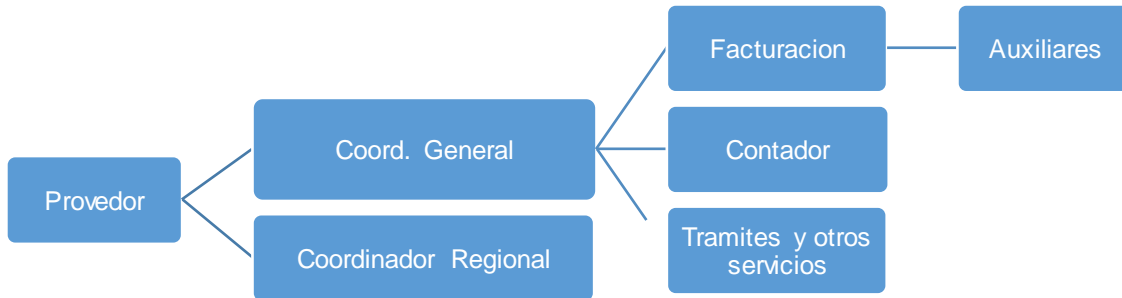 Facturacion
Auxiliares
Coord. General
Contador
Provedor
Coordinador Regional
Tramites y otros
servicios